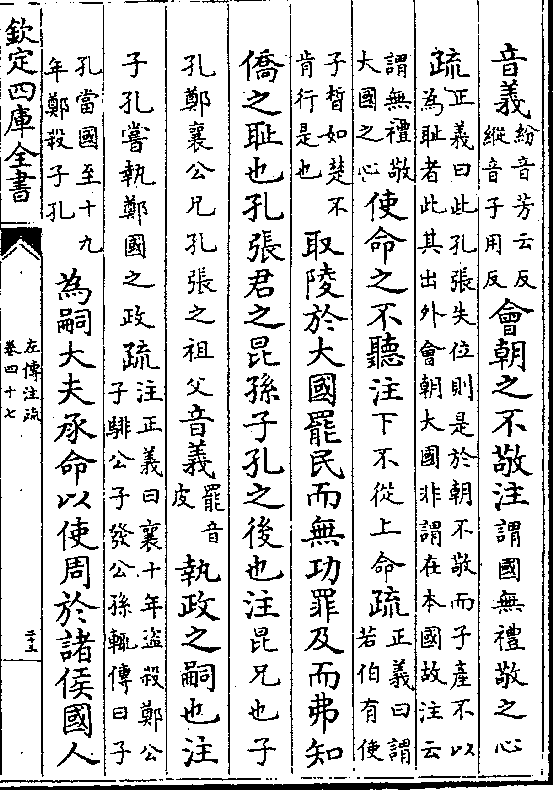 音義紛音芳云反縱音子用反會朝之不敬注謂國無禮敬之心
疏正義曰此孔張失位則是於朝不敬而子產不以為耻者此其出外會朝大國非謂在本國故注云
謂無禮敬大國之心使命之不聽注下不從上命疏正義曰謂若伯有使
子晳如楚不肯行是也取陵於大國罷民而無功罪及而弗知
僑之耻也孔張君之昆孫子孔之後也注昆兄也子
孔鄭襄公兄孔張之祖父音義罷音皮執政之嗣也注
子孔嘗執鄭國之政疏注正義曰襄十年盜殺鄭公子騑公子發公孫輒傳曰子
孔當國至十九年鄭殺子孔為嗣大夫承命以使周於諸侯國人
欽定四庫全書
左傳注疏
卷四十七